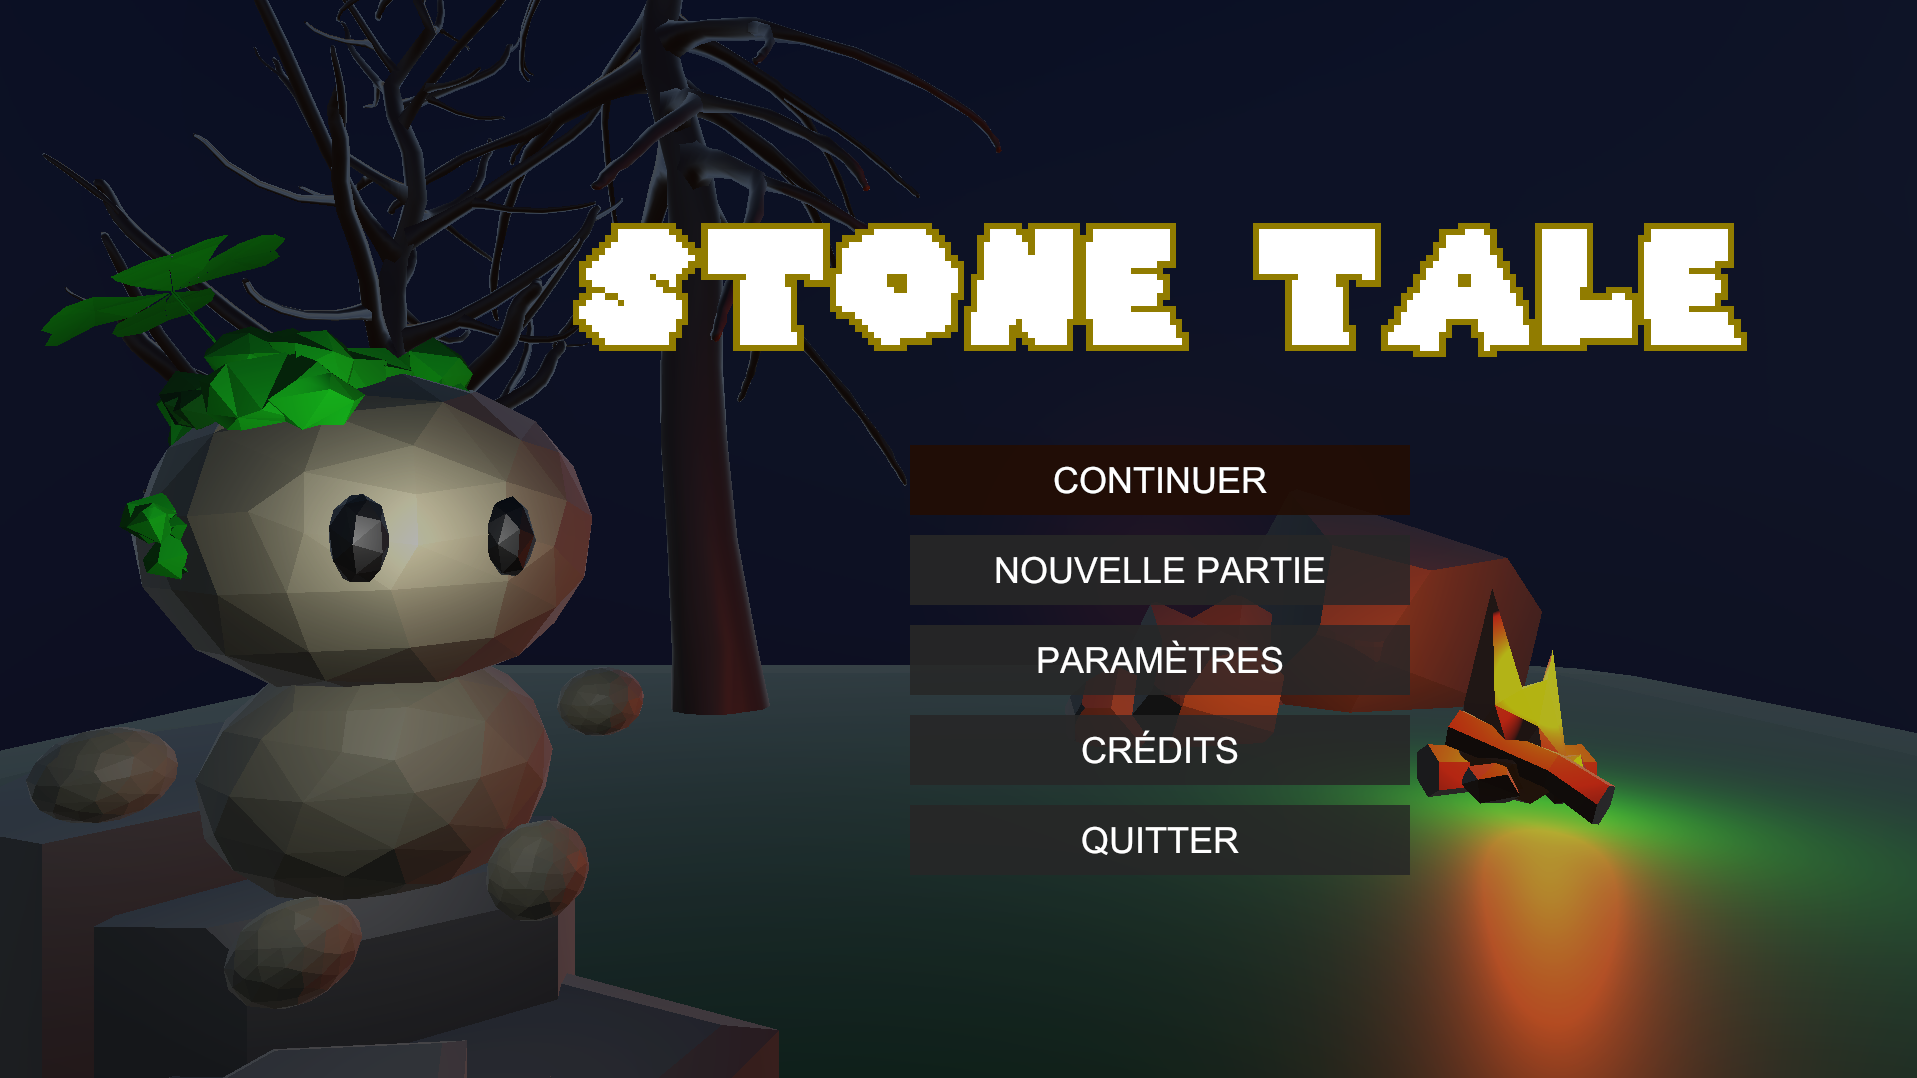 STONE TALE
CONTINUER
NOUVELLE PARTIE
PARAMÈTRES
CRÉDITS
QUITTER